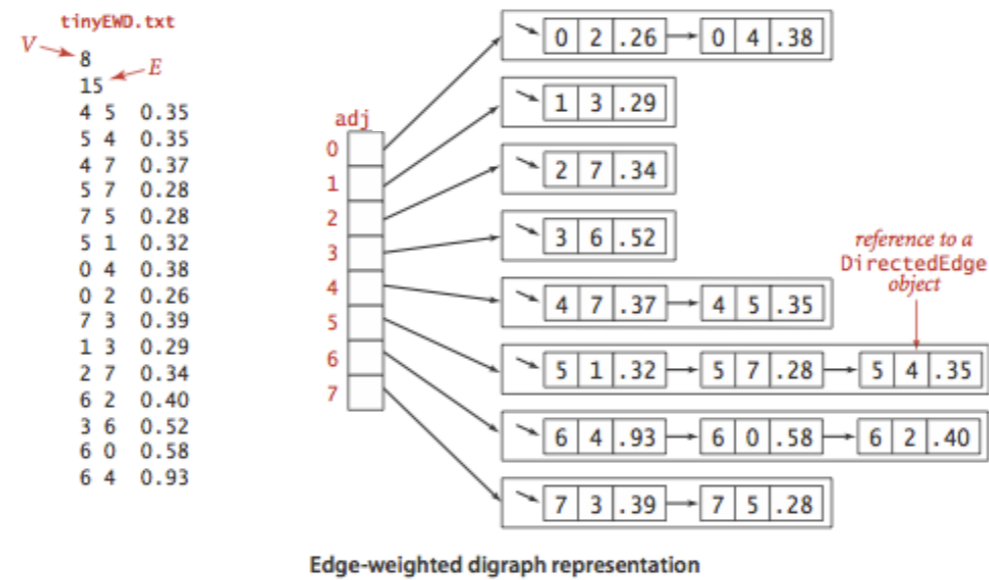 tinyEWD.txt
V
8
15
E
4 5 0.35
5 4 0.35
4 7 0.37
5 7 0.28
7 5 0.28
5 1 0.32
0 4 0.38
0 2 0.26
7 3 0.39
1 3 0.29
2 7 0.34
6 2 0.40
3 6 0.52
6 0 0.58
6 4 0.93
adj
0
1
2
3
4
5
6
7
0 2 .26 0 4 .38
1 3 .29
2 7 .34
3 6 .52
4 7 .37 4 5 .35
5 1 .32 5 7 .28 5 4 .35
6 4 .93 6 0 .58 6 2 .40
7 3 .39 7 5 .28
reference to a
DirectedEdge
object
Edge-weighted digraph representation